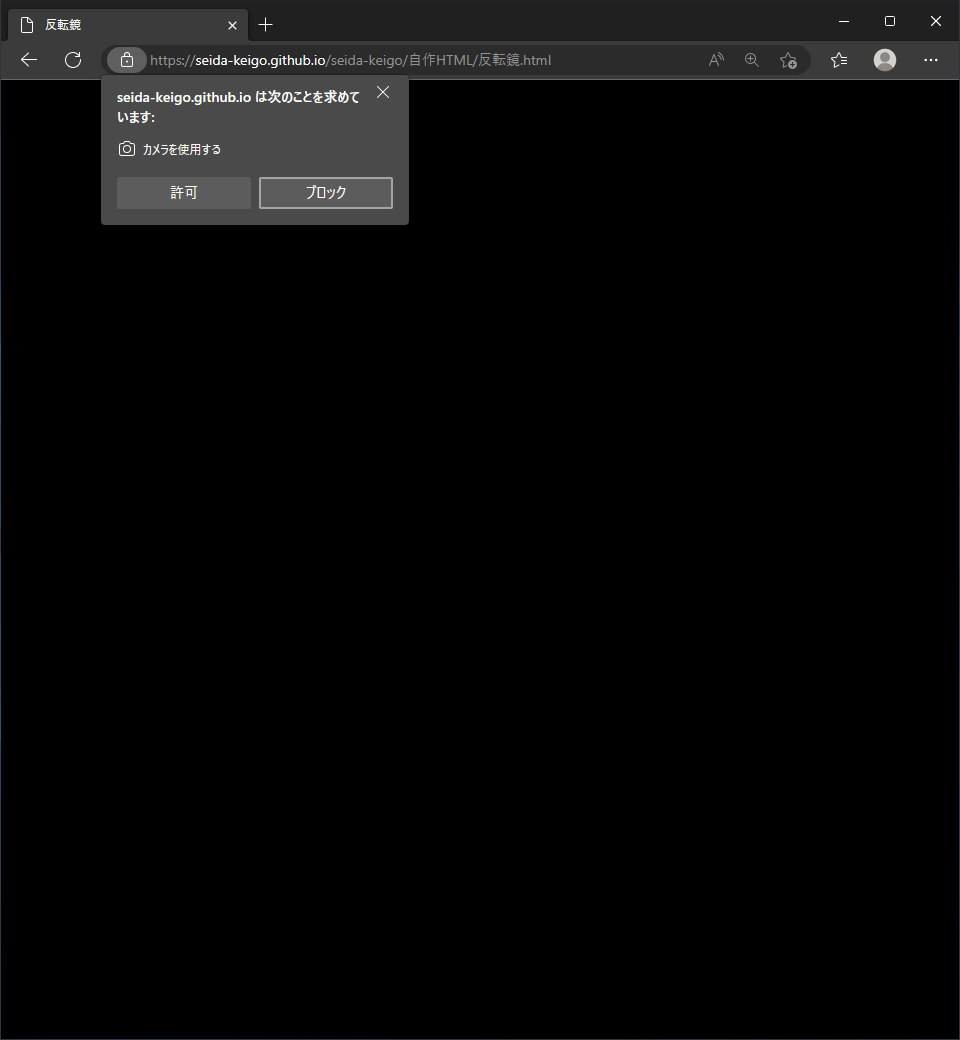 反転鏡
https://seida-keigo.github.io/seida-keigo/自作HTML/反転鏡.html
seida-keigo.github.io は次のことを求めて
います:
カメラを使用する
許可 ブロック